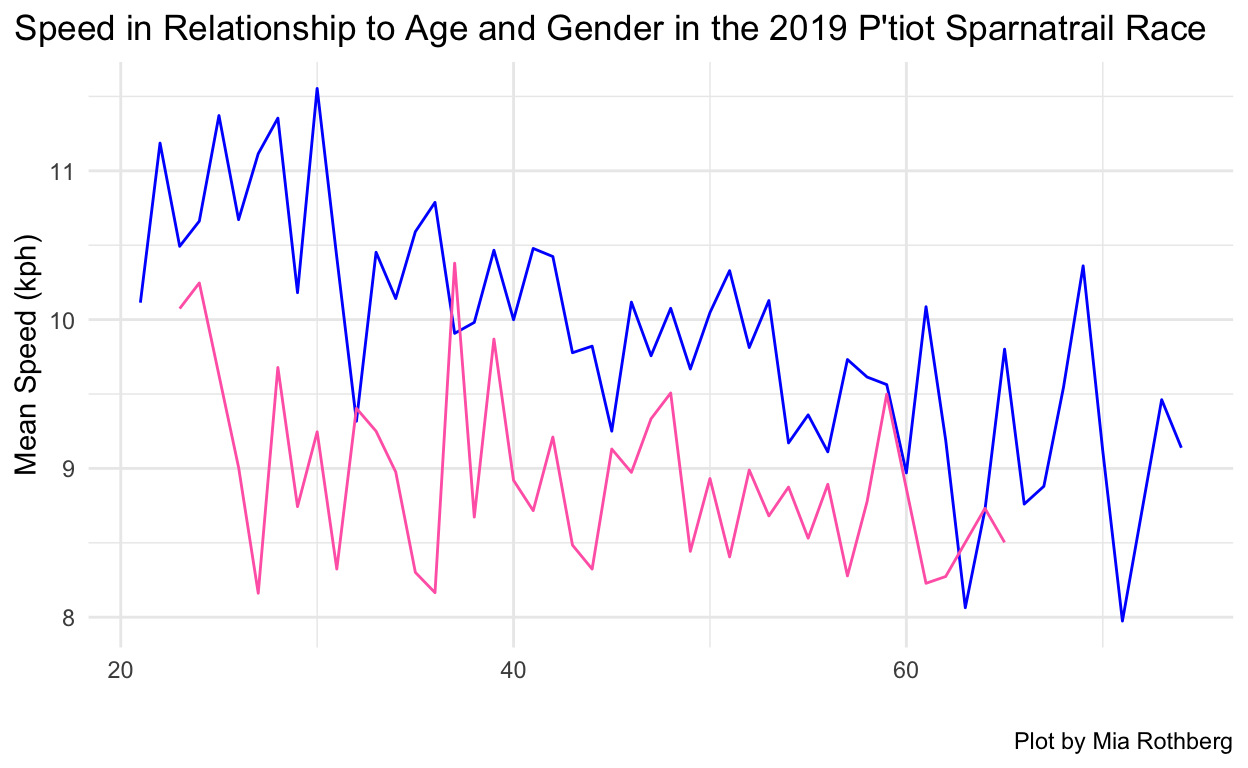 Speed in Relationship to Age and Gender in the 2019 P'tiot Sparnatrail Race
Mean Speed (kph)
11
10
9
8
20
40
60
Plot by Mia Rothberg